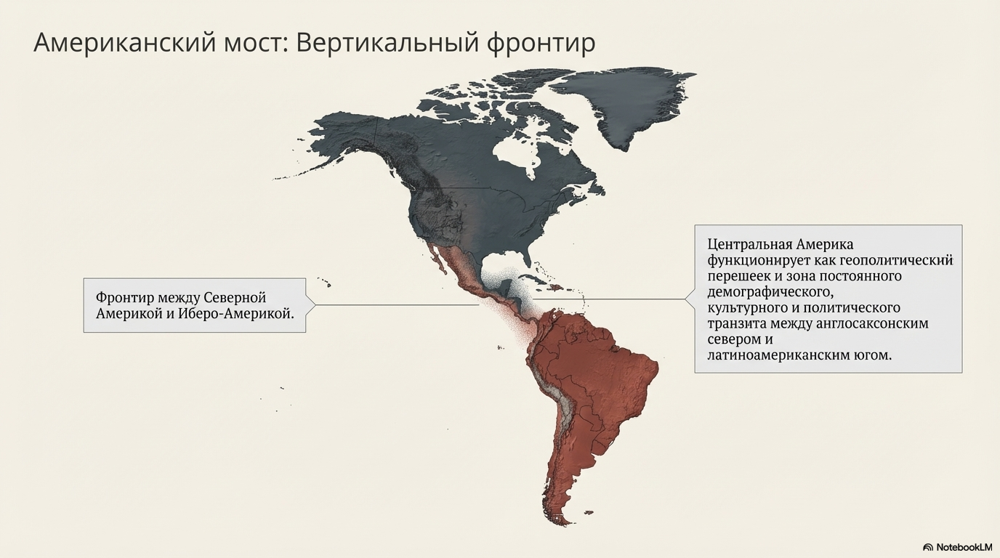 Американский мост: Вертикальный фронтир
Фронтир между Северной
Америкой и Иберо-Америкой.
Центральная Америка
функционирует как геополитический
перешеек и зона постоянного
демографического,
культурного и политического
транзита между англосаксонским
севером и
латиноамериканским югом.
NotebookLM